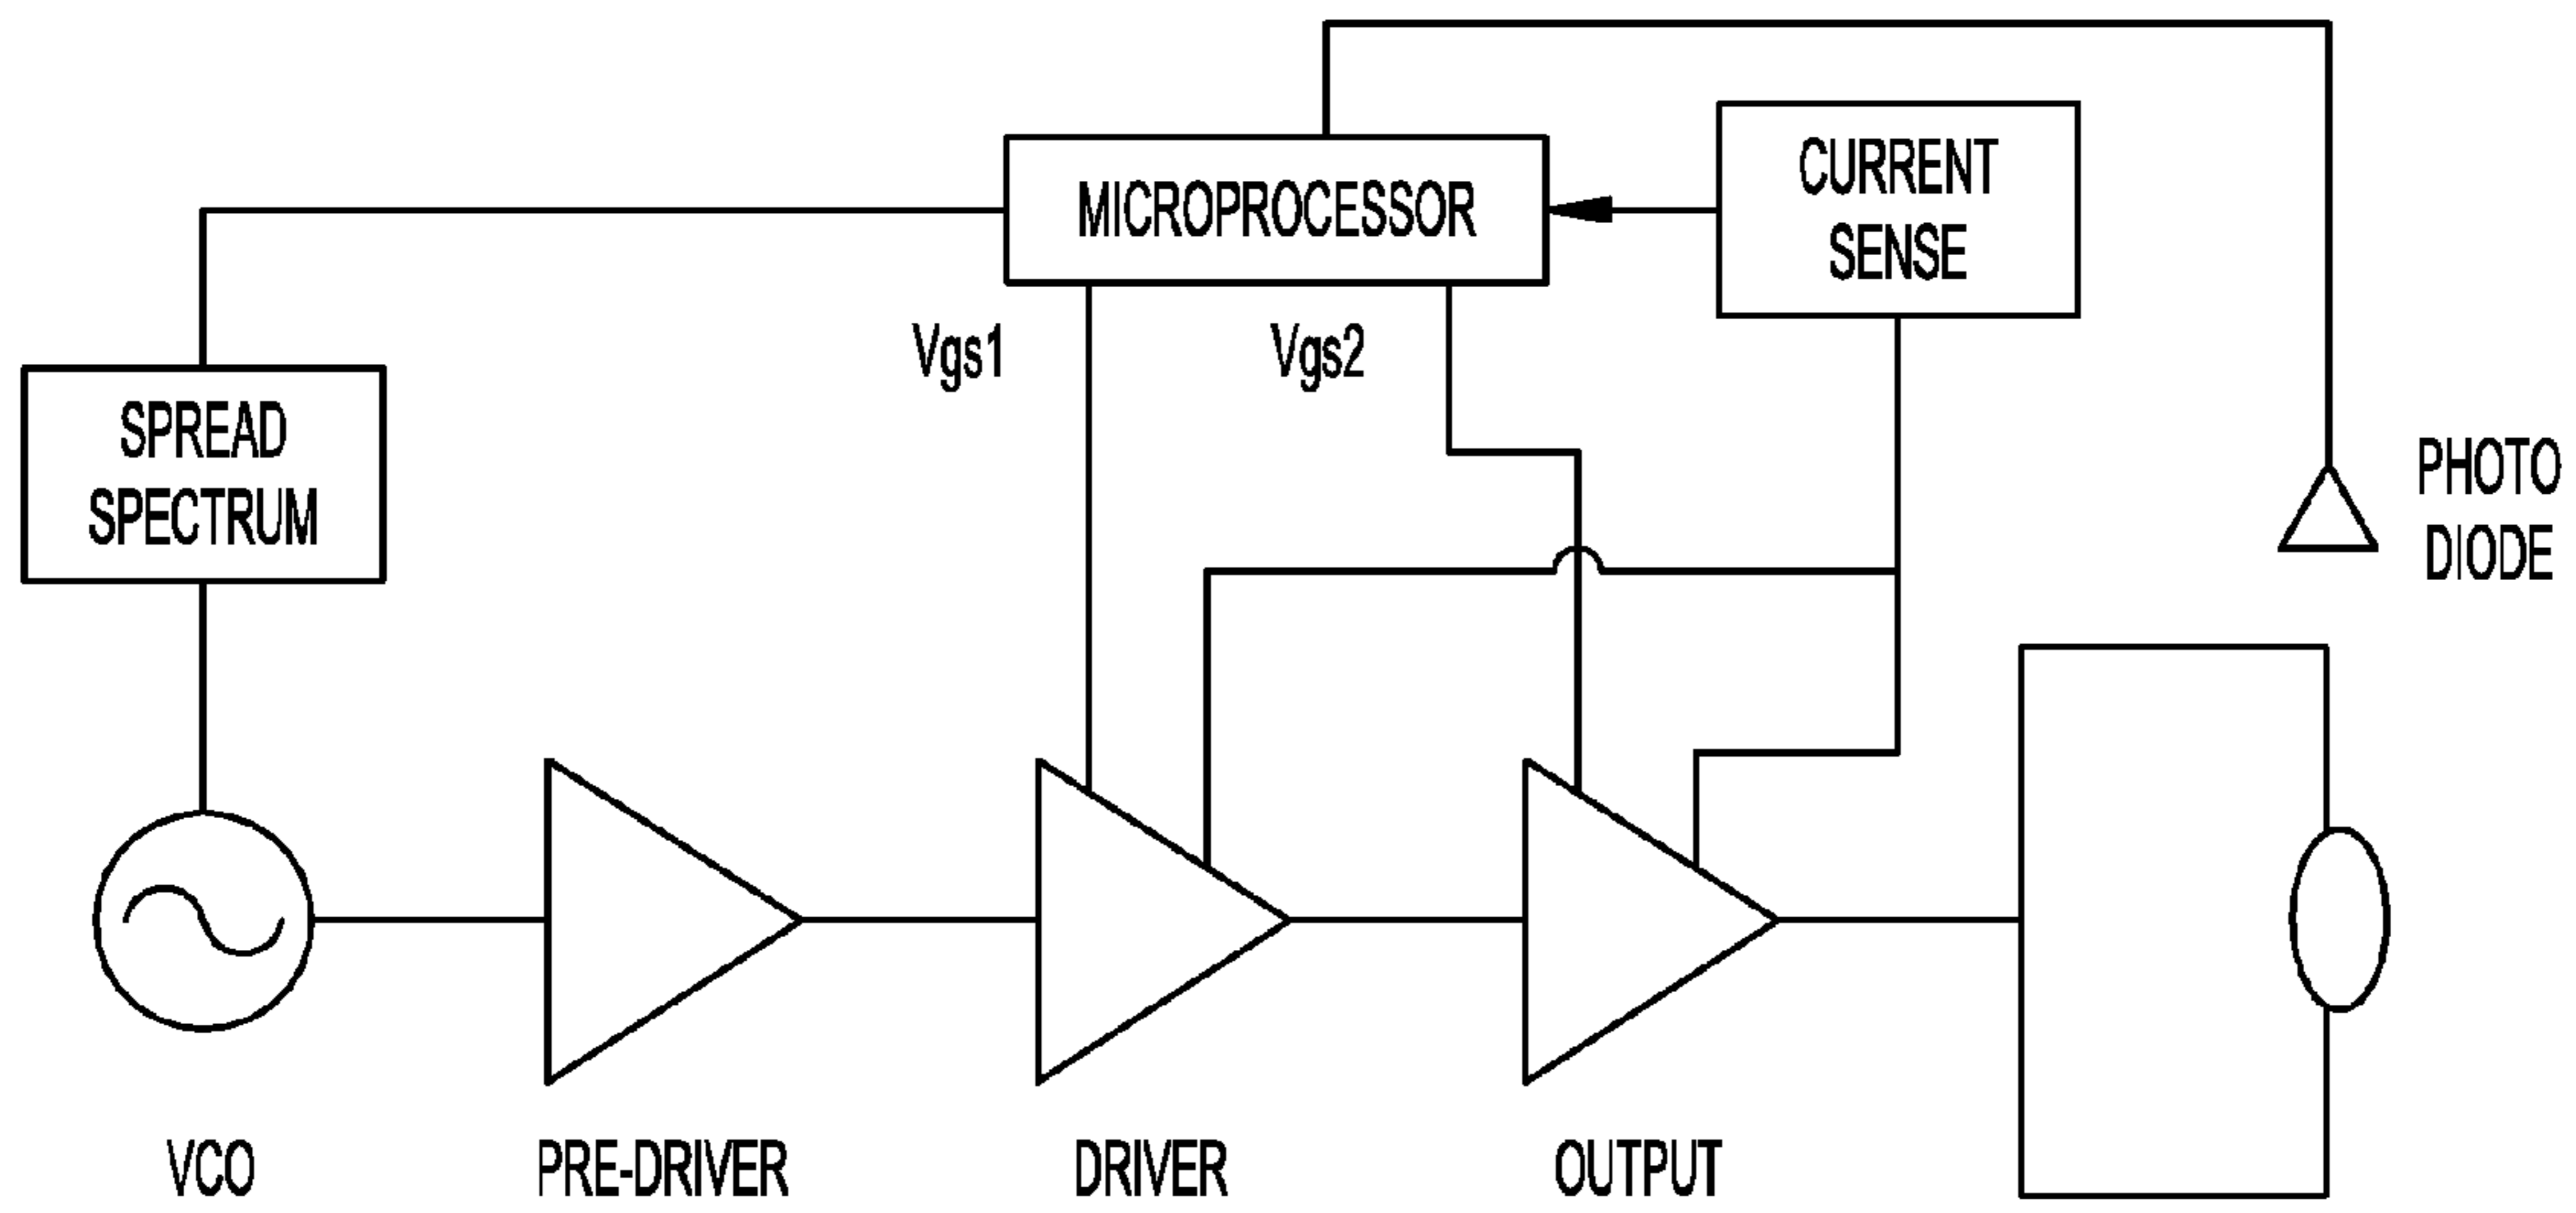 MICROPROCESSOR
CURRENT
SENSE
Vgs1
Vgs2
SPREAD
SPECTRUM
PHOTO
DIODE
VCO
PRE-DRIVER
DRIVER
OUTPUT